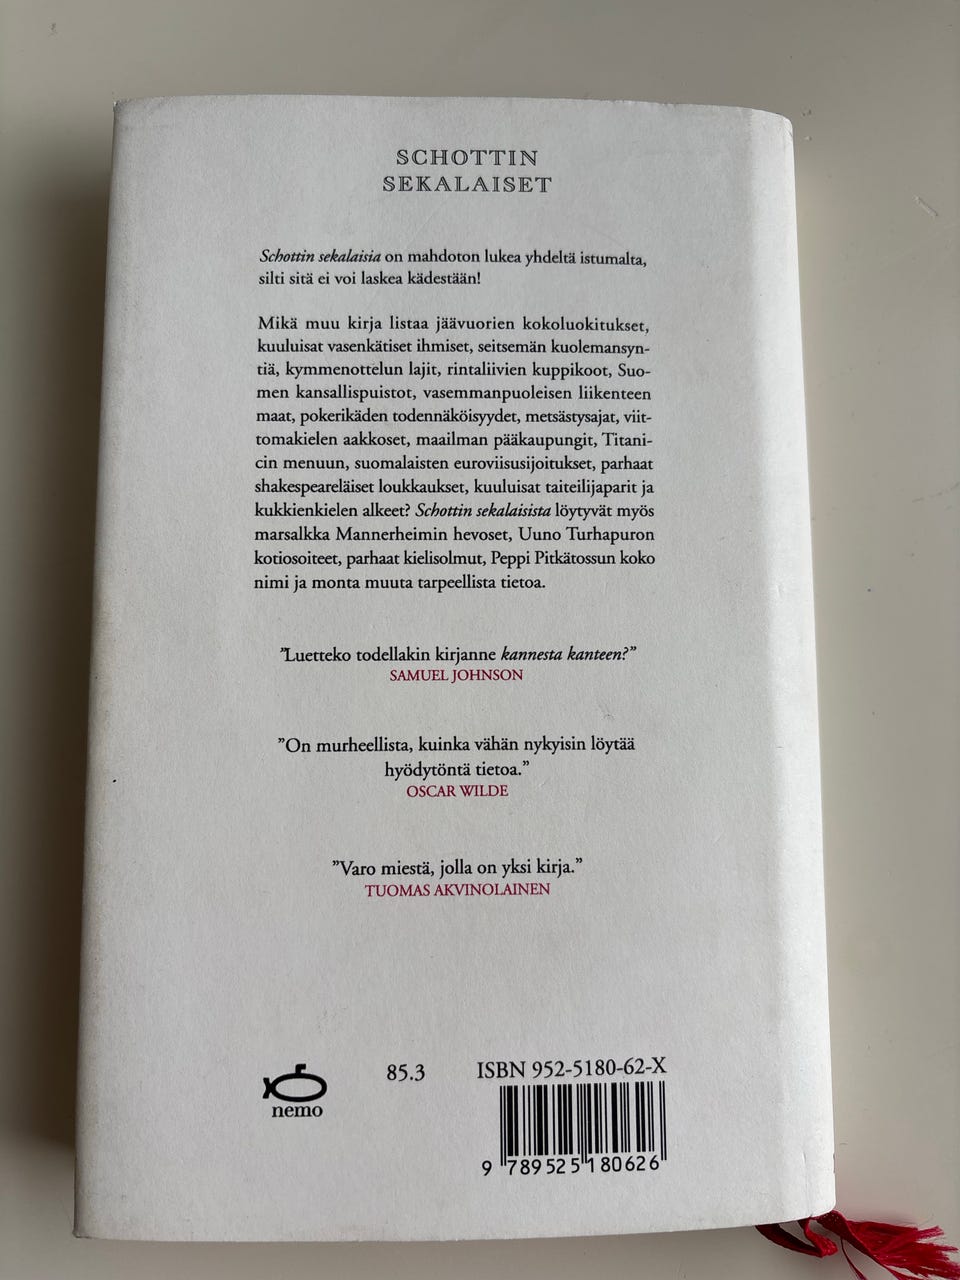 SCHOTTIN
SEKALAISET
Schottin sekalaisia on mahdoton lukea yhdeltä istumalta,
silti sitä ei voi laskea kädestään!
Mikä muu kirja listaa jäävuorien kokoluokitukset,
kuuluisat vasenkätiset ihmiset, seitsemän kuolemansyn-
tiä, kymmenottelun lajit, rintaliivien kuppikoot, Suo-
men kansallispuistot, vasemmanpuoleisen liikenteen
maat, pokerikäden todennäköisyydet, metsästysajat, viit-
tomakielen aakkoset, maailman pääkaupungit, Titani-
cin menuun, suomalaisten euroviisusijoitukset, parhaat
shakespeareläiset loukkaukset, kuuluisat taiteilijaparit ja
kukkienkielen alkeet? Schottin sekalaisista löytyvät myös
marsalkka Mannerheimin hevoset, Uuno Turhapuron
kotiosoiteet, parhaat kielisolmut, Peppi Pitkätossun koko
nimi ja monta muuta tarpeellista tietoa.
"Luetteko todellakin kirjanne kannesta kanteen?”
SAMUEL JOHNSON
”On murheellista, kuinka vähän nykyisin löytää
hyödytöntä tietoa.”
OSCAR WILDE
”Varo miestä, jolla on yksi kirja.”
TUOMAS AKVINOLAINEN
nemo
85.3
ISBN 952-5180-62-X
9 789525 180626